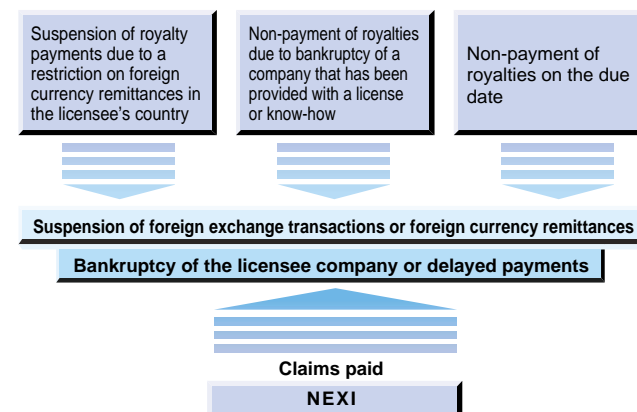 Suspension of royalty
payments due to a
restriction on foreign
currency remittances in
the licensee's country
Non-payment of royalties
due to bankruptcy of a
company that has been
provided with a license
or know-how
Non-payment of
royalties on the due
date
Suspension of foreign exchange transactions or foreign currency remittances
Bankruptcy of the licensee company or delayed payments
Claims paid
NEXI